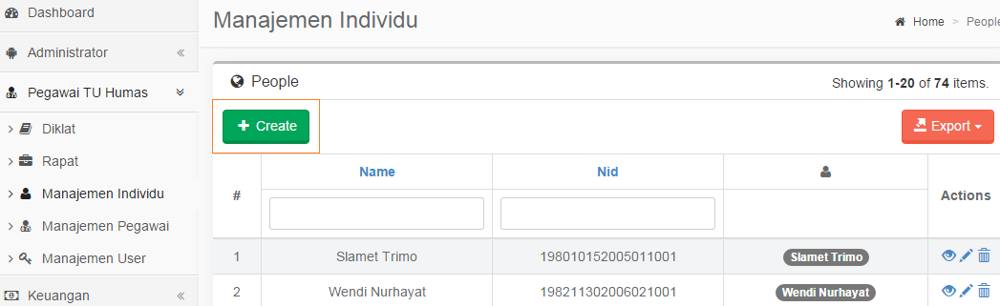 Dashboard
Administrator
Pegawai TU Humas
Diklat
Rapat
Manajemen Individu
Manajemen Pegawai
Manajemen User
Keuangan
Manajemen Individu
Home > People
People
Showing 1-20 of 74 items.
Create
Export
# Name Nid Actions
1 Slamet Trimo 198010152005011001 Slamet Trimo
2 Wendi Nurhayat 198211302006021001 Wendi Nurhayat